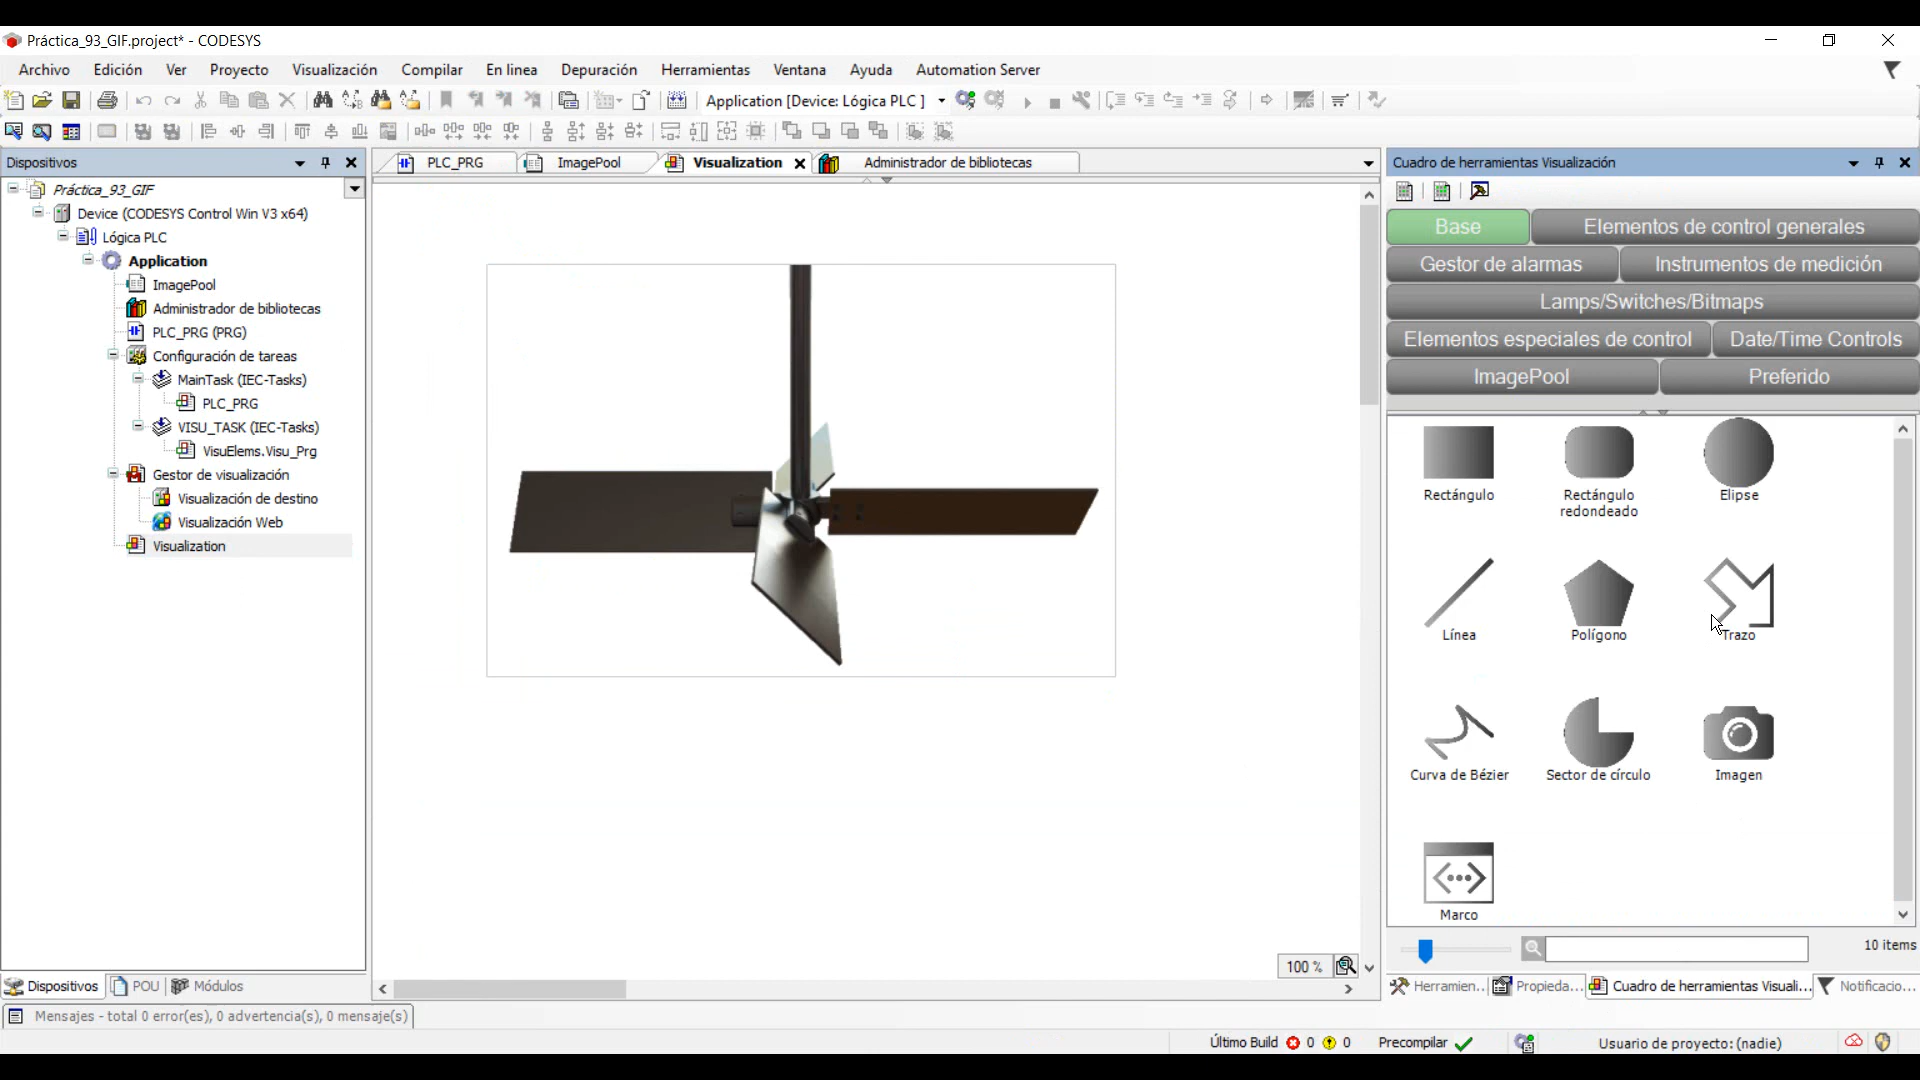 Práctica_93_GIF.project* - CODESYS
Archivo Edición Ver Proyecto Visualización Compilar En linea Depuración Herramientas Ventana Ayuda Automation Server
Application [Device: Lógica PLC ]
Dispositivos
Práctica_93_GIF
Device (CODESYS Control Win V3 x64)
Lógica PLC
Application
ImagePool
Administrador de bibliotecas
PLC_PRG (PRG)
Configuración de tareas
MainTask (IEC-Tasks)
PLC_PRG
VISU_TASK (IEC-Tasks)
VisuElems.Visu_Prg
Gestor de visualización
Visualización de destino
Visualización Web
Visualization
Dispositivos POU Módulos
PLC_PRG ImagePool Visualization Administrador de bibliotecas
100 %
Cuadro de herramientas Visualización
Base Elementos de control generales
Gestor de alarmas Instrumentos de medición
Lamps/Switches/Bitmaps
Elementos especiales de control Date/Time Controls
ImagePool Preferido
Rectángulo Rectángulo redondeado Elipse
Línea Polígono Trazo
Curva de Bézier Sector de círculo Imagen
Marco
10 items
Herramien... Propieda... Cuadro de herramientas Visuali... Notificacio...
Mensajes - total 0 error(es), 0 advertencia(s), 0 mensaje(s)
Último Build 0 0 Precompilar Usuario de proyecto: (nadie)